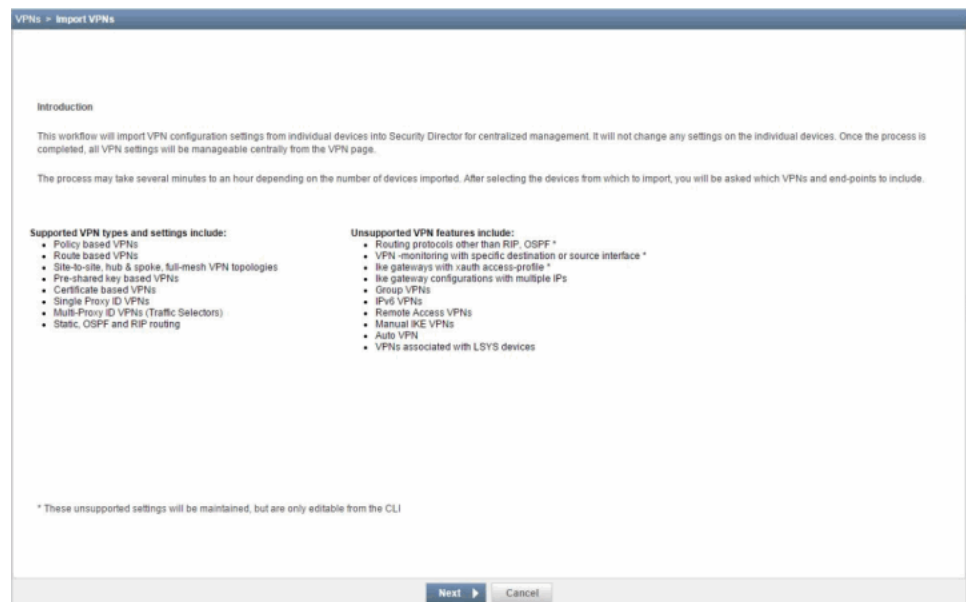 VPNs > Import VPNs
Introduction
This workflow will import VPN configuration settings from individual devices into Security Director for centralized management. It will not change any settings on the individual devices. Once the process is
completed, all VPN settings will be manageable centrally from the VPN page.
The process may take several minutes to an hour depending on the number of devices imported. After selecting the devices from which to import, you will be asked which VPNs and end-points to include.
Supported VPN types and settings include:
• Policy based VPNs
• Route based VPNs
• Site-to-site, hub & spoke, full-mesh VPN topologies
• Pre-shared key based VPNs
• Certificate based VPNs
• Single Proxy ID VPNs
• Multi-Proxy ID VPNs (Traffic Selectors)
• Static, OSPF and RIP routing
Unsupported VPN features include:
• Routing protocols other than RIP, OSPF *
• VPN -monitoring with specific destination or source interface *
• Ike gateways with xauth access-profile *
• Ike gateway configurations with multiple IPs
• Group VPNs
• IPv6 VPNs
• Remote Access VPNs
• Manual IKE VPNs
• Auto VPN
• VPNs associated with LSYS devices
* These unsupported settings will be maintained, but are only editable from the CLI
Next
Cancel